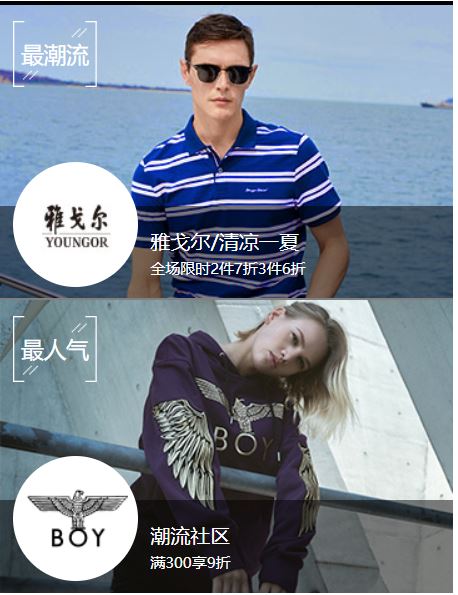 最潮流
雅戈尔
YOUNGOR
雅戈尔/清凉一夏
全场限时2件7折3件6折
最人气
BOY.
BOY
潮流社区
满300享9折